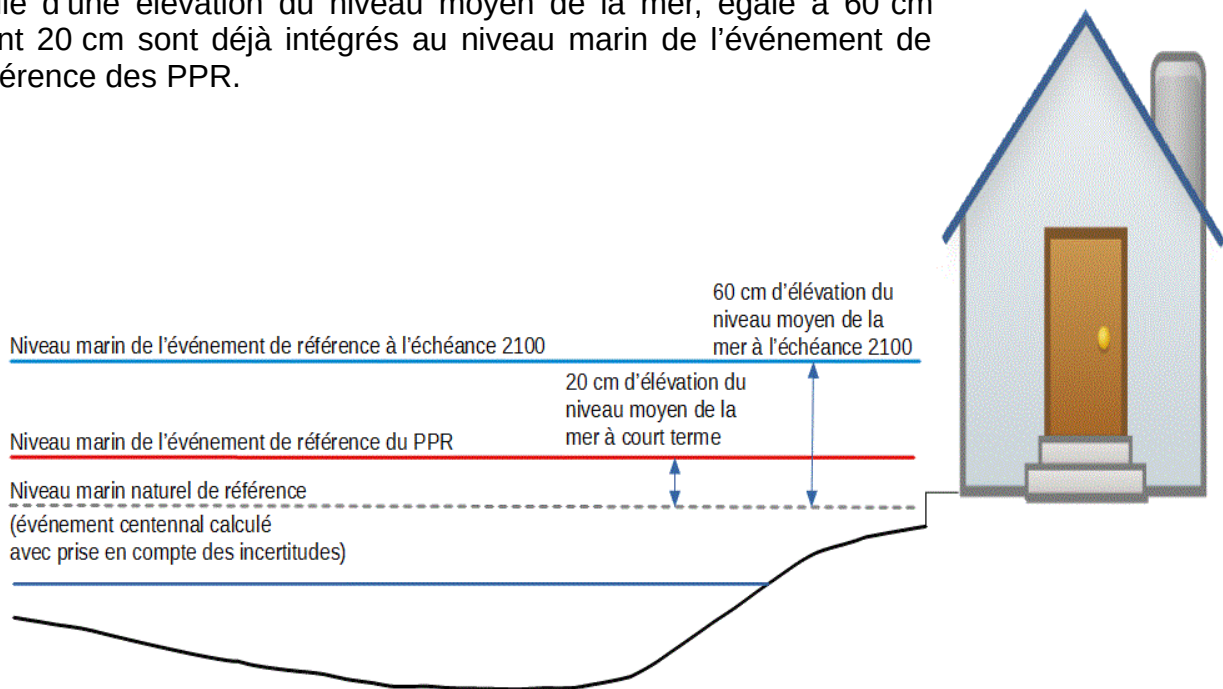 d'une élévation du niveau moyen de la mer, égale à 60 cm
20 cm sont déjà intégrés au niveau marin de l'événement de
des PPR.
60 cm d'élévation du
niveau moyen de la
mer à l'échéance 2100
Niveau marin de l'événement de référence à l'échéance 2100
20 cm d'élévation du
niveau moyen de la
mer à court terme
Niveau marin de l'événement de référence du PPR
Niveau marin naturel de référence
(événement centennal calculé
avec prise en compte des incertitudes)